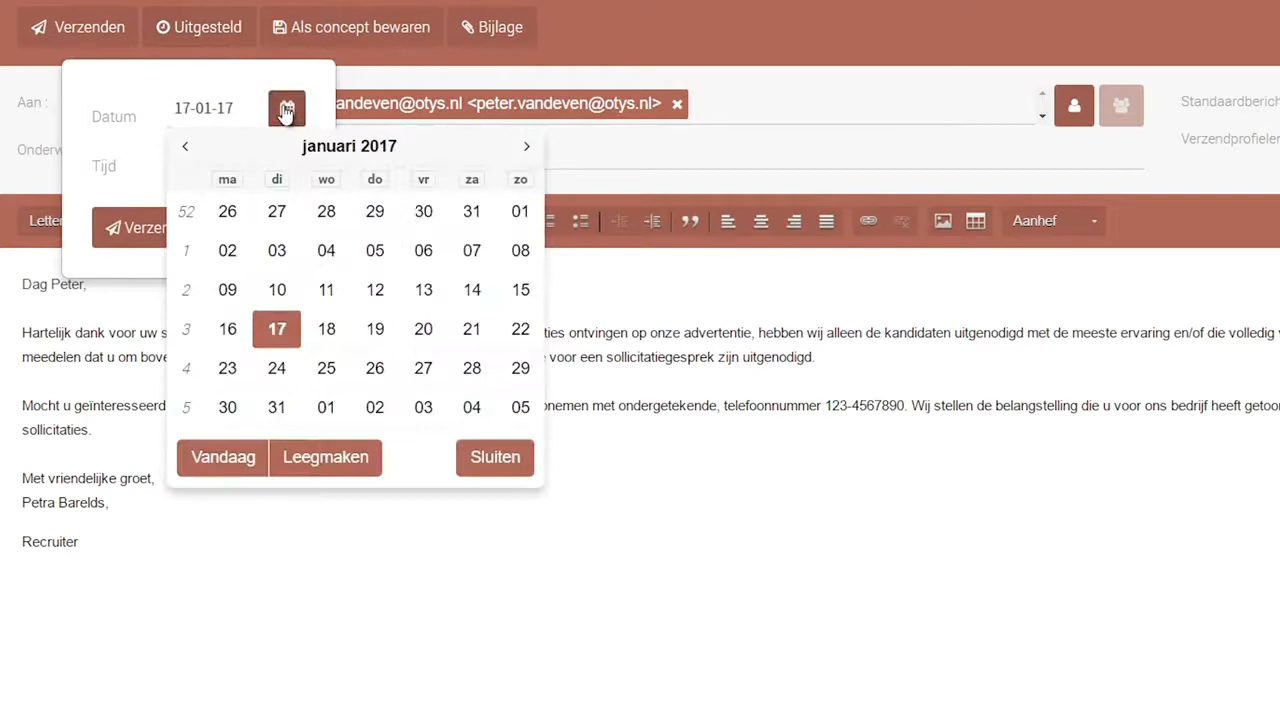 Verzenden Uitgesteld Als concept bewaren Bijlage
Aan : andeven@otys.nl <peter.vandeven@otys.nl> Standaardberich
Datum 17-01-17
Verzendprofielen
Onderw
Tijd
Verzen
januari 2017
ma di wo do vr za zo
52 26 27 28 29 30 31 01
1 02 03 04 05 06 07 08
2 09 10 11 12 13 14 15
3 16 17 18 19 20 21 22
4 23 24 25 26 27 28 29
5 30 31 01 02 03 04 05
Vandaag Leegmaken Sluiten
Letter Aanhef
Dag Peter,
Hartelijk dank voor uw s ties ontvingen op onze advertentie, hebben wij alleen de kandidaten uitgenodigd met de meeste ervaring en/of die volledig
meedelen dat u om bove voor een sollicitatiegesprek zijn uitgenodigd.
Mocht u geïnteresseerd onemen met ondergetekende, telefoonnummer 123-4567890. Wij stellen de belangstelling die u voor ons bedrijf heeft getoo
sollicitaties.
Met vriendelijke groet,
Petra Barelds,
Recruiter